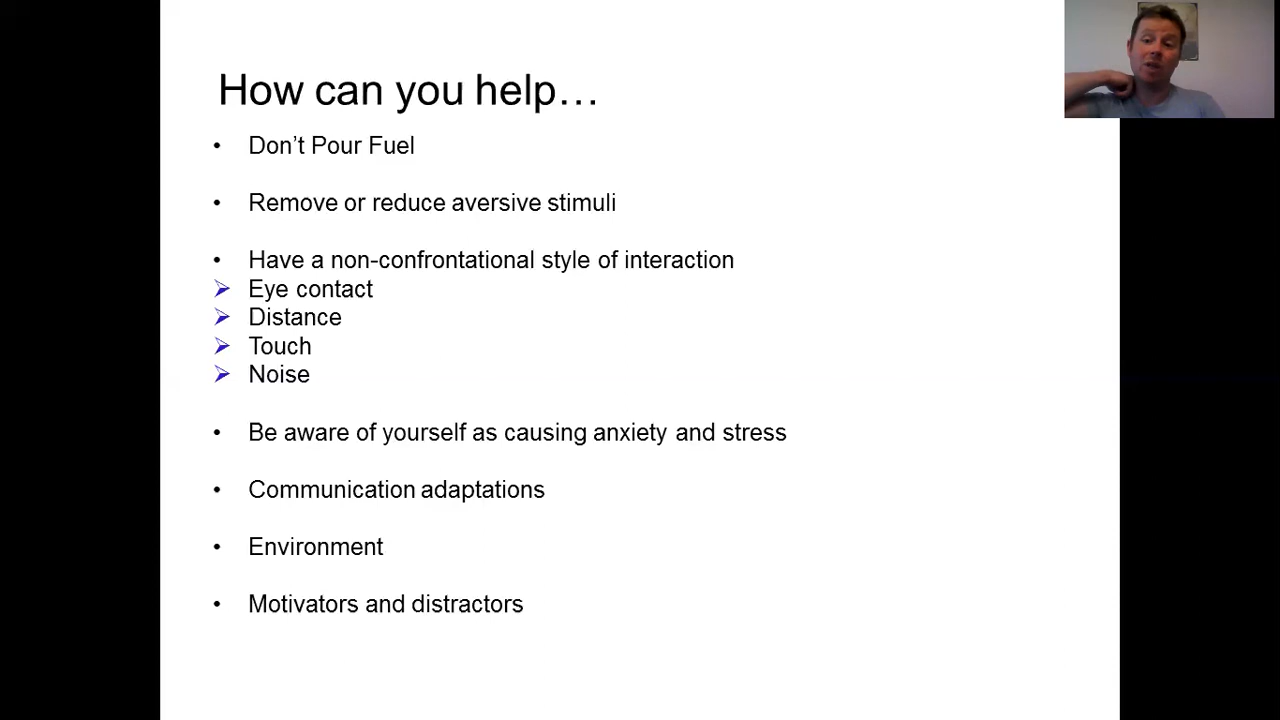 How can you help…
• Don’t Pour Fuel
• Remove or reduce aversive stimuli
• Have a non-confrontational style of interaction
➢ Eye contact
➢ Distance
➢ Touch
➢ Noise
• Be aware of yourself as causing anxiety and stress
• Communication adaptations
• Environment
• Motivators and distractors